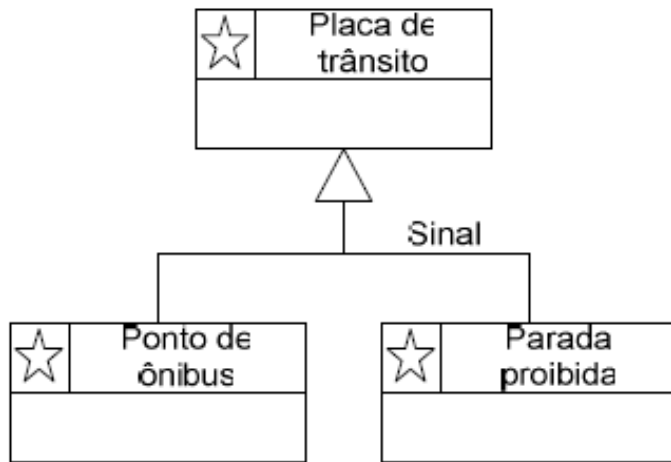 Placa de
trânsito
Sinal
Ponto de
ônibus
Parada
proibida